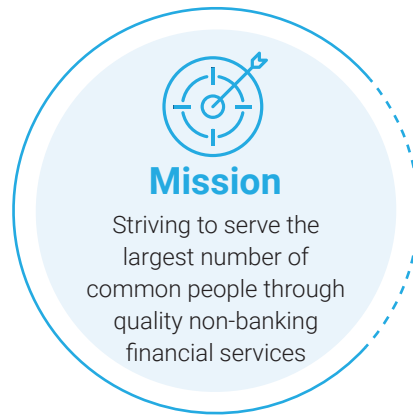 Mission
Striving to serve the
largest number of
common people through
quality non-banking
financial services